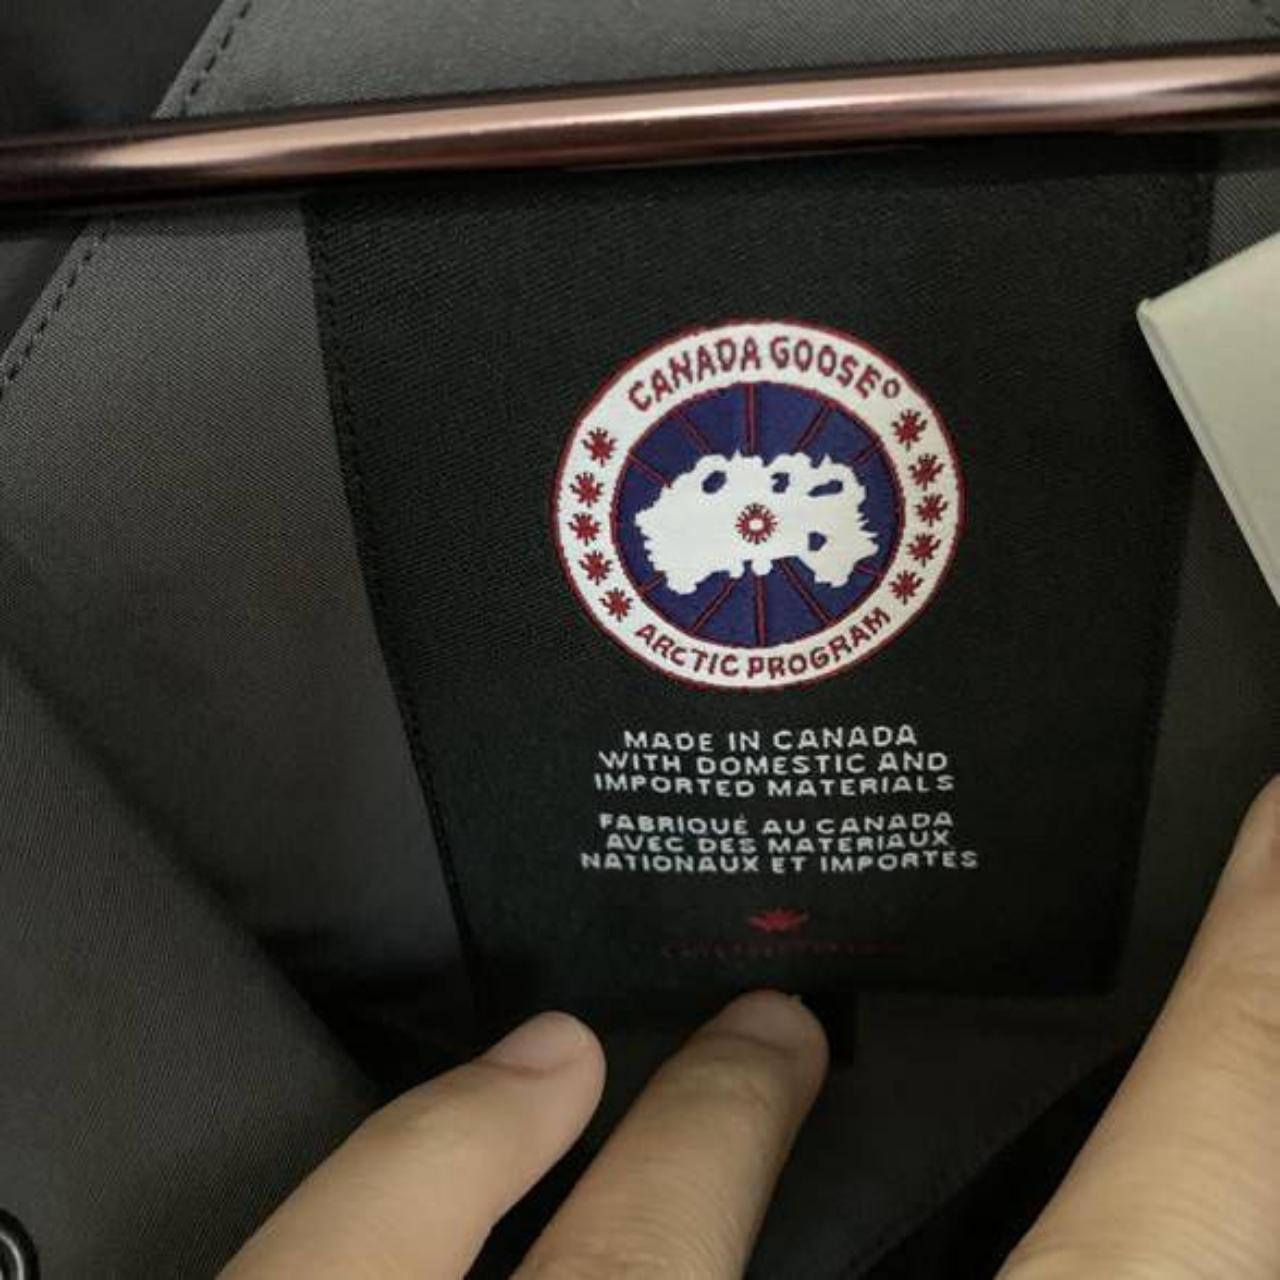 CANADA GOOSE®
ARCTIC PROGRAM
MADE IN CANADA
WITH DOMESTIC AND
IMPORTED MATERIALS
FABRIQUÉ AU CANADA
AVEC DES MATERIAUX
NATIONAUX ET IMPORTES